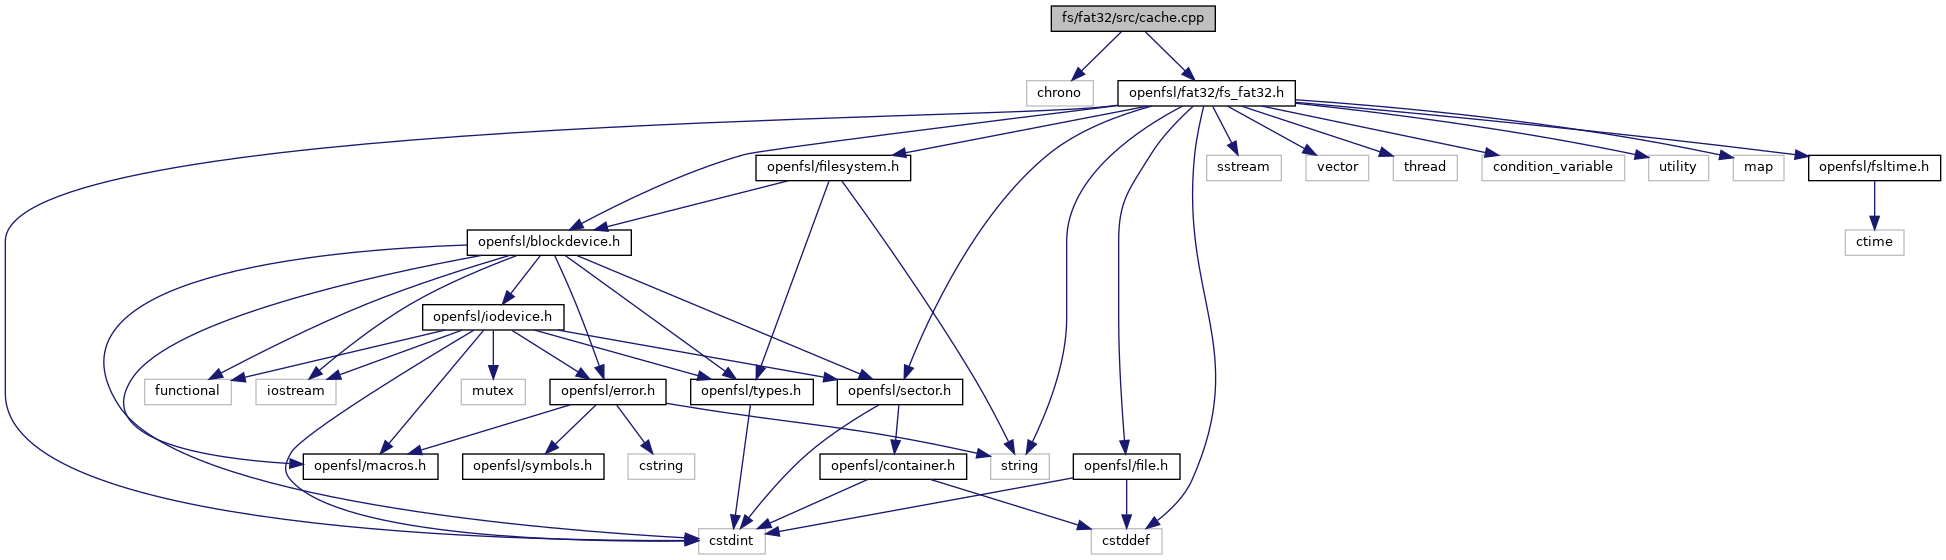 fs/fat32/src/cache.cpp
chrono
openfsl/fat32/fs_fat32.h
openfsl/filesystem.h
sstream
vector
thread
condition_variable
utility
map
openfsl/fsltime.h
openfsl/blockdevice.h
ctime
openfsl/iodevice.h
functional
iostream
mutex
openfsl/error.h
openfsl/types.h
openfsl/sector.h
openfsl/macros.h
openfsl/symbols.h
cstring
openfsl/container.h
string
openfsl/file.h
cstdint
cstddef